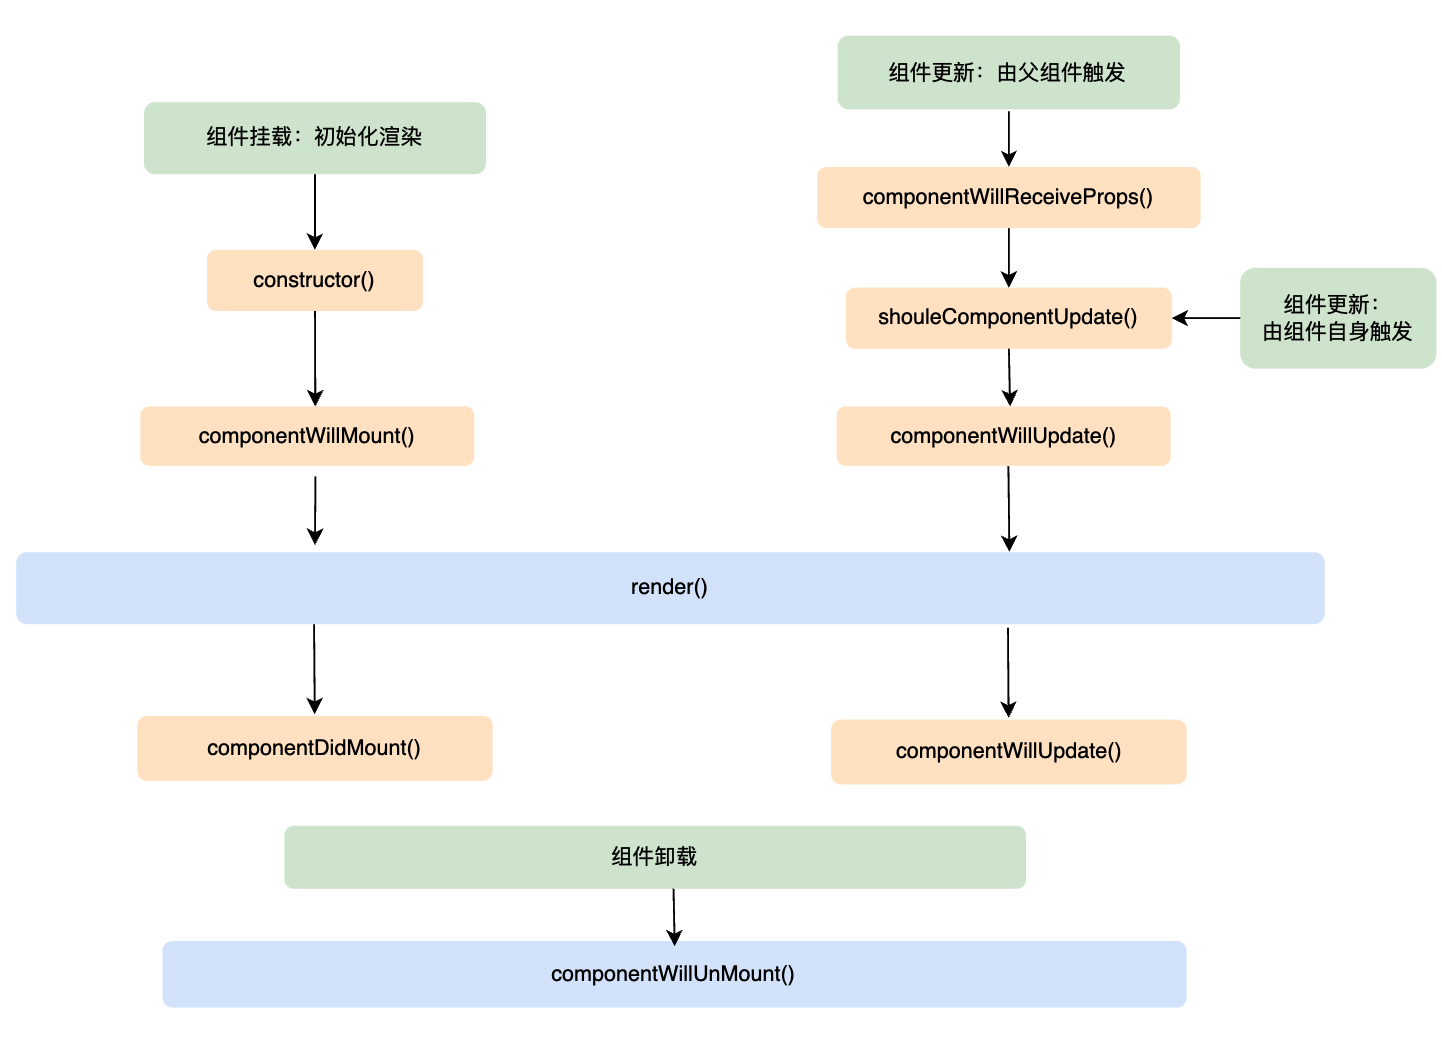 组件更新：由父组件触发
组件挂载：初始化渲染
componentWillReceiveProps()
constructor()
shouleComponentUpdate()
组件更新：
由组件自身触发
componentWillMount()
componentWillUpdate()
render()
componentDidMount()
componentWillUpdate()
组件卸载
componentWillUnMount()